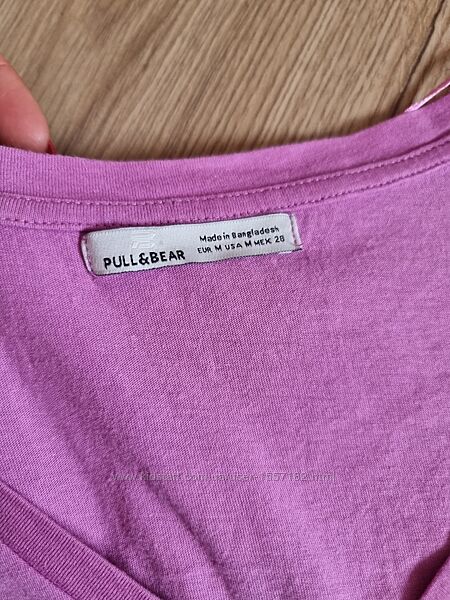 PULL&BEAR
Made in Bangladesh
EUR M USA M MEX 28